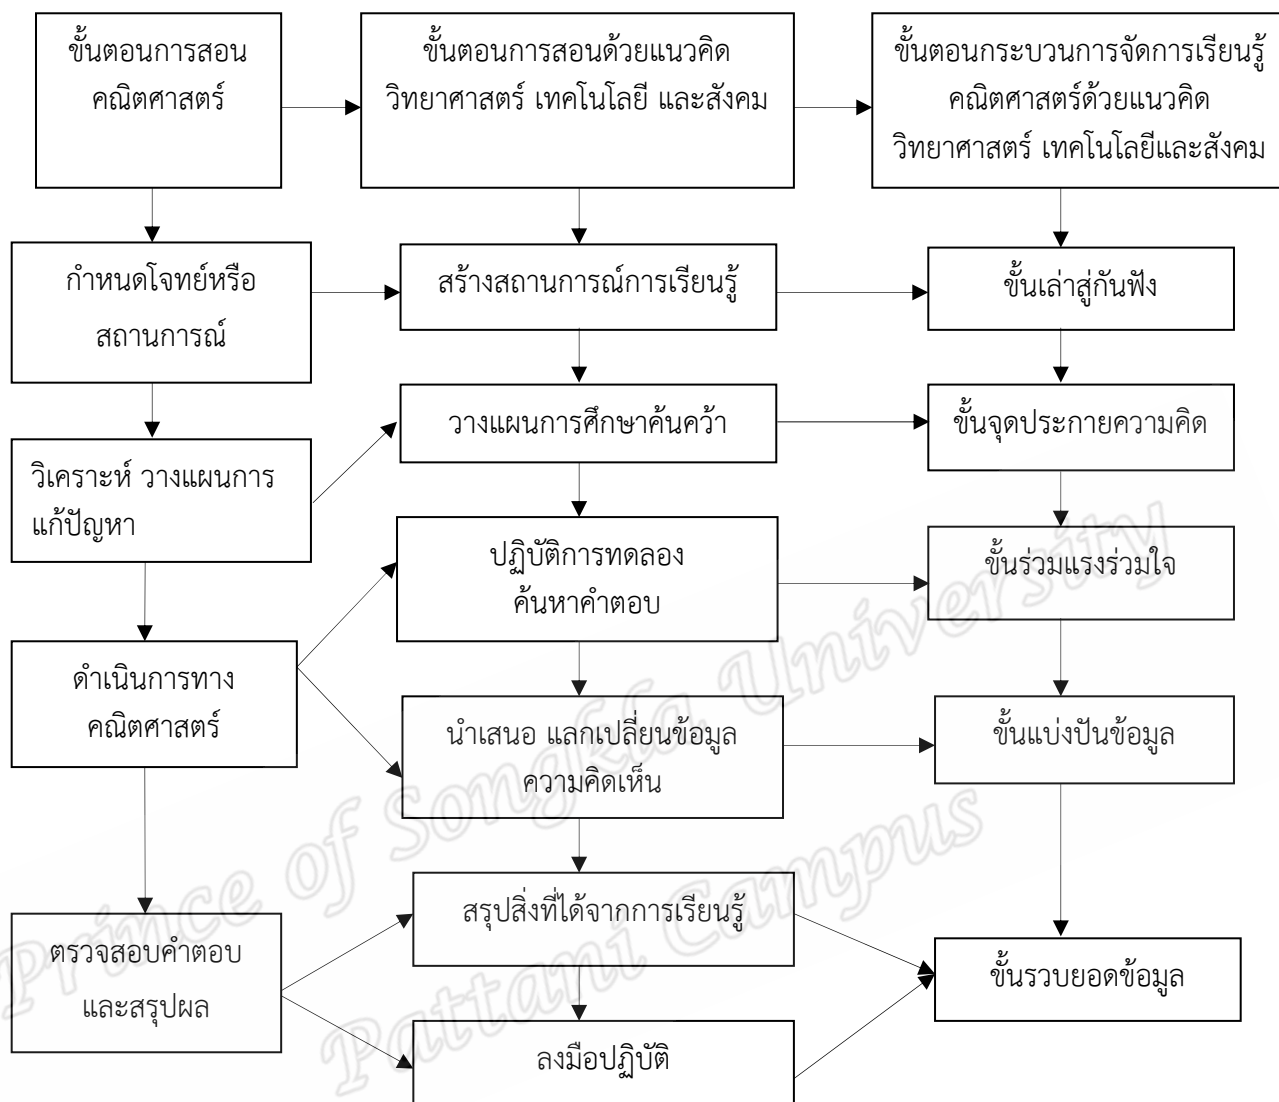 ขั้นตอนการสอน
คณิตศาสตร์
ขั้นตอนการสอนด้วยแนวคิด
วิทยาศาสตร์ เทคโนโลยี และสังคม
ขั้นตอนกระบวนการจัดการเรียนรู้
คณิตศาสตร์ด้วยแนวคิด
วิทยาศาสตร์ เทคโนโลยีและสังคม
กำหนดโจทย์หรือ
สถานการณ์
สร้างสถานการณ์การเรียนรู้
ขั้นเล่าสู่กันฟัง
วิเคราะห์ วางแผนการ
แก้ปัญหา
วางแผนการศึกษาค้นคว้า
ขั้นจุดประกายความคิด
ปฏิบัติการทดลอง
ค้นหาคำตอบ
ขั้นร่วมแรงร่วมใจ
ดำเนินการทาง
คณิตศาสตร์
นำเสนอ แลกเปลี่ยนข้อมูล
ความคิดเห็น
ขั้นแบ่งปันข้อมูล
ตรวจสอบคำตอบ
และสรุปผล
สรุปสิ่งที่ได้จากการเรียนรู้
ลงมือปฏิบัติ
ขั้นรวบยอดข้อมูล
Prince of Songkla University
Pattani Campus